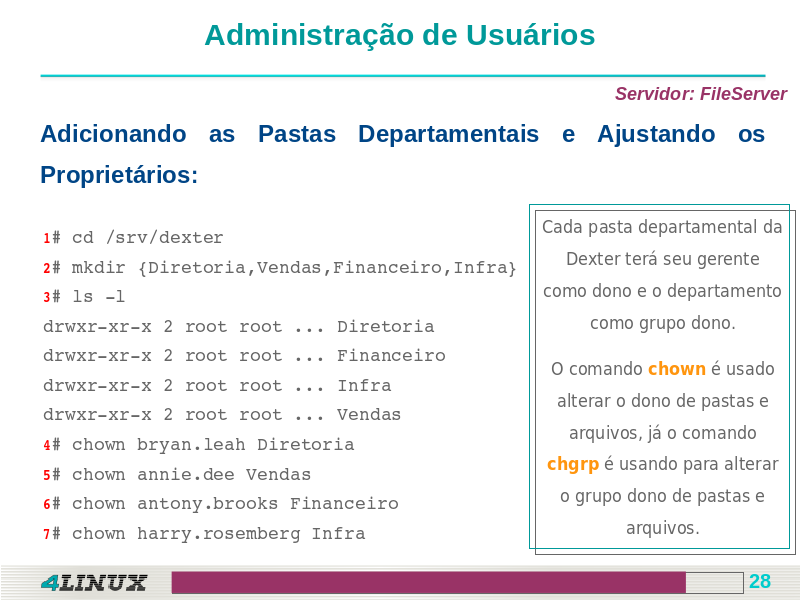 Administração de Usuários
Servidor: FileServer
Adicionando as Pastas Departamentais e Ajustando os
Proprietários:
1# cd /srv/dexter
2# mkdir {Diretoria,Vendas,Financeiro,Infra}
3# ls -l
drwxr-xr-x 2 root root ... Diretoria
drwxr-xr-x 2 root root ... Financeiro
drwxr-xr-x 2 root root ... Infra
drwxr-xr-x 2 root root ... Vendas
4# chown bryan.leah Diretoria
5# chown annie.dee Vendas
6# chown antony.brooks Financeiro
7# chown harry.rosemberg Infra
Cada pasta departamental da
Dexter terá seu gerente
como dono e o departamento
como grupo dono.
O comando chown é usado
alterar o dono de pastas e
arquivos, já o comando
chgrp é usando para alterar
o grupo dono de pastas e
arquivos.
4LINUX
28